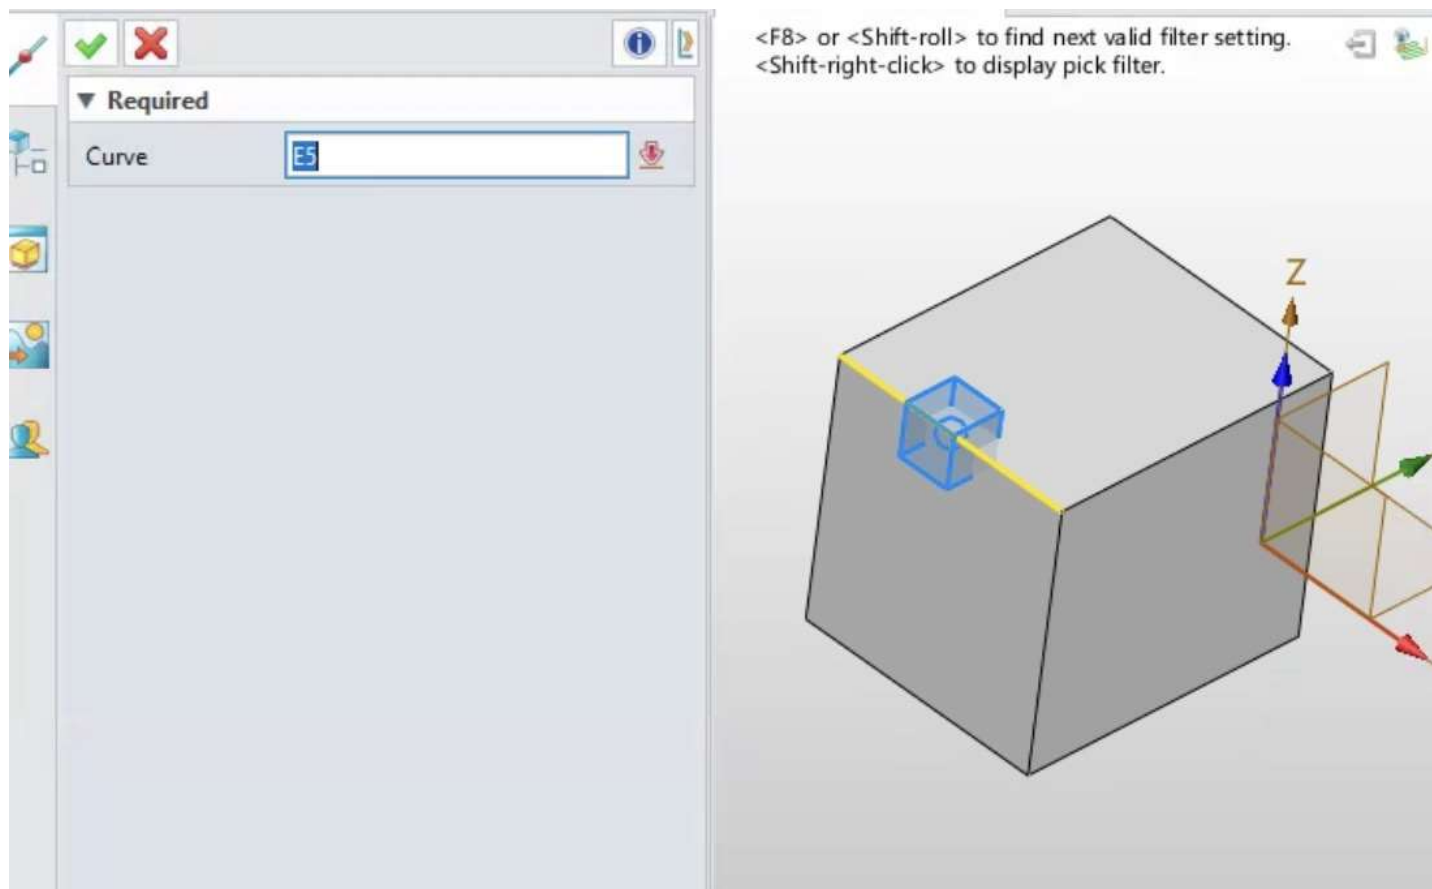 <F8> or <Shift-roll> to find next valid filter setting.
<Shift-right-click> to display pick filter.
▼ Required
Curve E5
Z